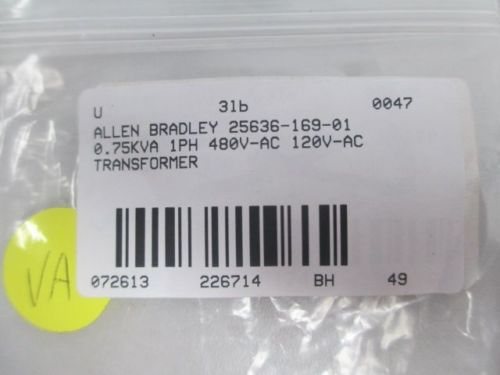 U 3lb 0047
ALLEN BRADLEY 25636-169-01
0.75KVA 1PH 480V-AC 120V-AC
TRANSFORMER
072613 226714 BH 49
VA